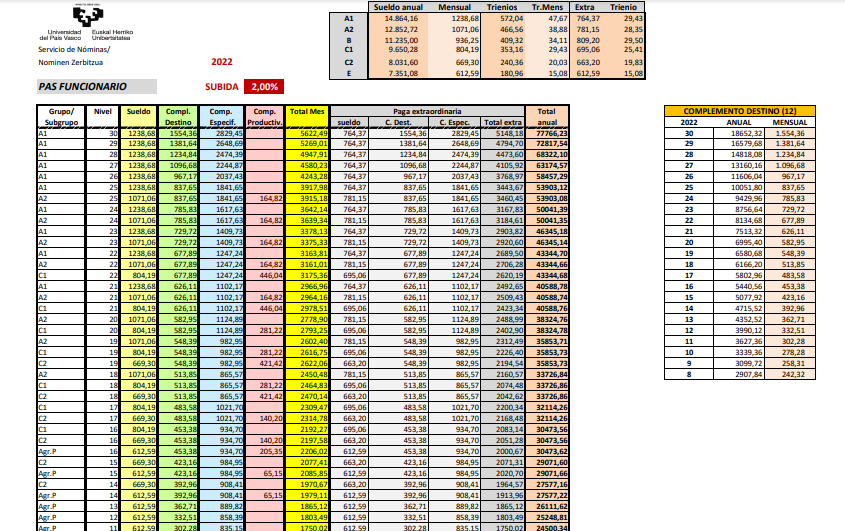 Sueldo anual Mensual Trienios Tr.Mens Extra Trienio
A1 14.864,16 1238,68 572,04 47,67 764,37 29,43
A2 12.852,72 1071,06 466,56 38,88 781,15 28,35
B 11.235,00 936,25 409,32 34,11 809,20 29,50
C1 9.650,28 804,19 353,16 29,43 695,06 25,41
C2 8.031,60 669,30 240,36 20,03 663,20 19,83
E 7.351,08 612,59 180,96 15,08 612,59 15,08
Universidad Euskal Herriko
del País Vasco Unibertsitatea
Servicio de Nóminas/
Nominen Zerbitzua 2022
PAS FUNCIONARIO SUBIDA 2,00%
Grupo/ Nivel Sueldo Compl. Comp. Comp. Total Mes Paga extraordinaria Total
Subgrupo Destino Especif. Productiv. sueldo C. Dest. C. Espec. Total extra anual
A1 30 1238,68 1554,36 2829,45 5622,49 764,37 1554,36 2829,45 5148,18 77766,23
A1 29 1238,68 1381,64 2648,69 5269,01 764,37 1381,64 2648,69 4794,70 72817,54
A1 28 1238,68 1234,84 2474,39 4947,91 764,37 1234,84 2474,39 4473,60 68322,10
A1 27 1238,68 1096,68 2244,87 4580,23 764,37 1096,68 2244,87 4105,92 63174,57
A1 26 1238,68 967,17 2037,43 4243,28 764,37 967,17 2037,43 3768,97 58457,29
A1 25 1238,68 837,65 1841,65 3917,98 764,37 837,65 1841,65 3443,67 53903,12
A2 25 1071,06 837,65 1841,65 164,82 3915,18 781,15 837,65 1841,65 3460,45 53903,08
A1 24 1238,68 785,83 1617,63 3642,14 764,37 785,83 1617,63 3167,83 50041,39
A2 24 1071,06 785,83 1617,63 164,82 3639,34 781,15 785,83 1617,63 3184,61 50041,35
A1 23 1238,68 729,72 1409,73 3378,13 764,37 729,72 1409,73 2903,82 46345,18
A2 23 1071,06 729,72 1409,73 164,82 3375,33 781,15 729,72 1409,73 2920,60 46345,14
A1 22 1238,68 677,89 1247,24 3163,81 764,37 677,89 1247,24 2689,50 43344,70
A2 22 1071,06 677,89 1247,24 164,82 3161,01 781,15 677,89 1247,24 2706,28 43344,66
C1 22 804,19 677,89 1247,24 446,04 3175,36 695,06 677,89 1247,24 2620,19 43344,68
A1 21 1238,68 626,11 1102,17 2966,96 764,37 626,11 1102,17 2492,65 40588,78
A2 21 1071,06 626,11 1102,17 164,82 2964,16 781,15 626,11 1102,17 2509,43 40588,74
C1 21 804,19 626,11 1102,17 446,04 2978,51 695,06 626,11 1102,17 2423,34 40588,76
A2 20 1071,06 582,95 1124,89 2778,90 781,15 582,95 1124,89 2488,99 38324,76
C1 20 804,19 582,95 1124,89 281,22 2793,25 695,06 582,95 1124,89 2402,90 38324,78
A2 19 1071,06 548,39 982,95 2602,40 781,15 548,39 982,95 2312,49 35853,71
C1 19 804,19 548,39 982,95 281,22 2616,75 695,06 548,39 982,95 2226,40 35853,73
C2 19 669,30 548,39 982,95 421,42 2622,06 663,20 548,39 982,95 2194,54 35853,73
A2 18 1071,06 513,85 865,57 2450,48 781,15 513,85 865,57 2160,57 33726,84
C1 18 804,19 513,85 865,57 281,22 2464,83 695,06 513,85 865,57 2074,48 33726,86
C2 18 669,30 513,85 865,57 421,42 2470,14 663,20 513,85 865,57 2042,62 33726,86
C1 17 804,19 483,58 1021,70 2309,47 695,06 483,58 1021,70 2200,34 32114,26
C2 17 669,30 483,58 1021,70 140,20 2314,78 663,20 483,58 1021,70 2168,48 32114,26
C1 16 804,19 453,38 934,70 2192,27 695,06 453,38 934,70 2083,14 30473,56
C2 16 669,30 453,38 934,70 140,20 2197,58 663,20 453,38 934,70 2051,28 30473,56
Agr.P 16 612,59 453,38 934,70 205,35 2206,02 612,59 453,38 934,70 2000,67 30473,62
C2 15 669,30 423,16 984,95 2077,41 663,20 423,16 984,95 2071,31 29071,60
Agr.P 15 612,59 423,16 984,95 65,15 2085,85 612,59 423,16 984,95 2020,70 29071,66
C2 14 669,30 392,96 908,41 1970,67 663,20 392,96 908,41 1964,57 27577,16
Agr.P 14 612,59 392,96 908,41 65,15 1979,11 612,59 392,96 908,41 1913,96 27577,22
Agr.P 13 612,59 362,71 889,82 1865,12 612,59 362,71 889,82 1865,12 26111,62
Agr.P 12 612,59 332,51 858,39 1803,49 612,59 332,51 858,39 1803,49 25248,81
Agr.P 11 612,59 302,28 835,15 1750,02 612,59 302,28 835,15 1750,02 24500,34
COMPLEMENTO DESTINO (12)
2022 ANUAL MENSUAL
30 18652,32 1.554,36
29 16579,68 1.381,64
28 14818,08 1.234,84
27 13160,16 1.096,68
26 11606,04 967,17
25 10051,80 837,65
24 9429,96 785,83
23 8756,64 729,72
22 8134,68 677,89
21 7513,32 626,11
20 6995,40 582,95
19 6580,68 548,39
18 6166,20 513,85
17 5802,96 483,58
16 5440,56 453,38
15 5077,92 423,16
14 4715,52 392,96
13 4352,52 362,71
12 3990,12 332,51
11 3627,36 302,28
10 3339,36 278,28
9 3099,72 258,31
8 2907,84 242,32